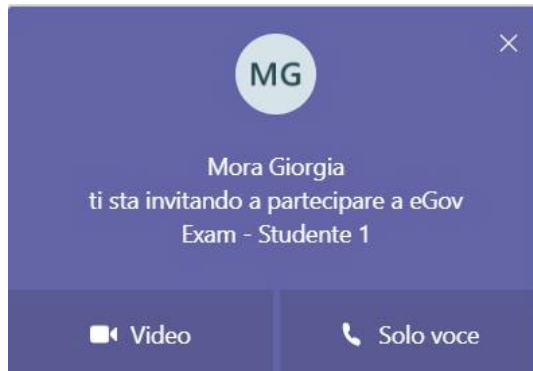 MG
Mora Giorgia
ti sta invitando a partecipare a eGov
Exam - Studente 1
Video
Solo voce